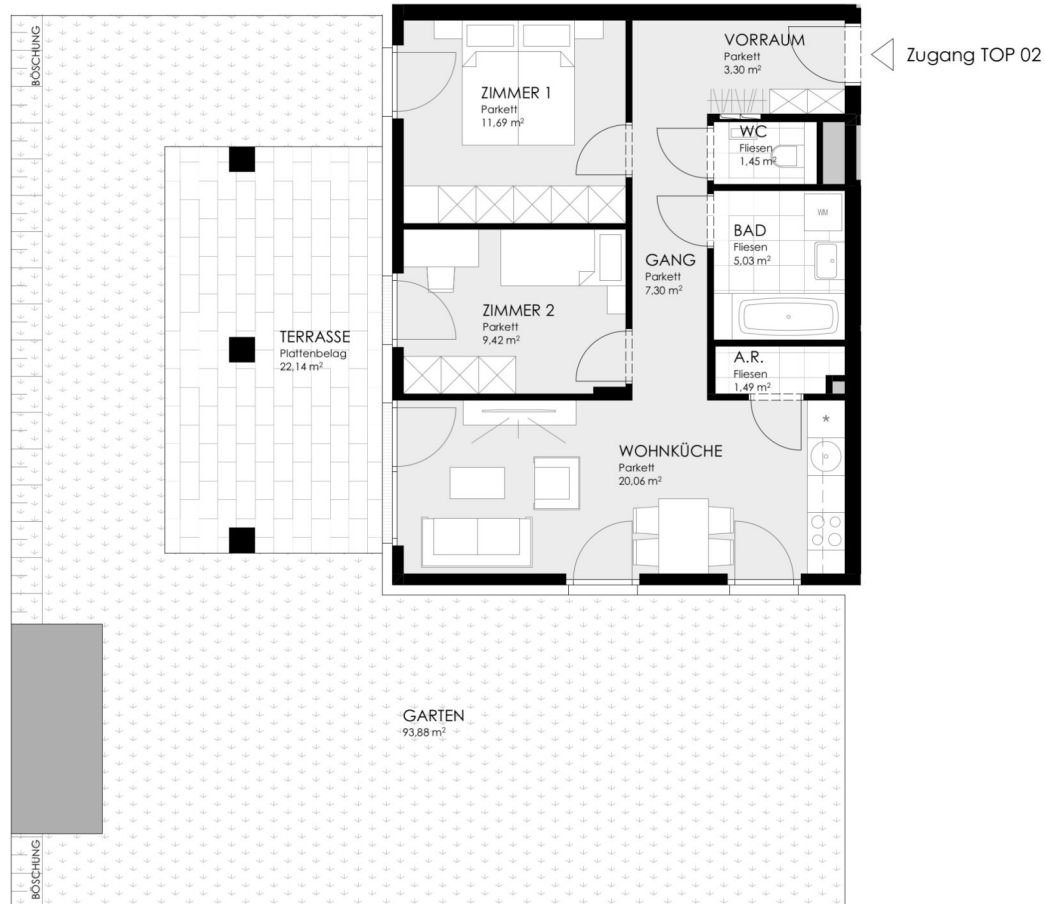 BÖSCHUNG
VORRAUM
Parkett
3,30 m²
Zugang TOP 02
ZIMMER 1
Parkett
11,69 m²
WC
Fliesen
1,45 m²
WM
BAD
Fliesen
5,03 m²
GANG
Parkett
7,30 m²
ZIMMER 2
Parkett
9,42 m²
TERRASSE
Plattenbelag
22,14 m²
A.R.
Fliesen
1,49 m²
*
WOHNKÜCHE
Parkett
20,06 m²
GARTEN
93,88 m²
BÖSCHUNG